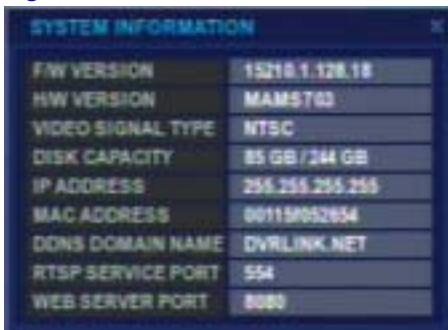 SYSTEM INFORMATION X
F/W VERSION 15210.1.128.18
H/W VERSION MAMS703
VIDEO SIGNAL TYPE NTSC
DISK CAPACITY 85 GB / 244 GB
IP ADDRESS 255.255.255.255
MAC ADDRESS 00115f052654
DDNS DOMAIN NAME DVRLINK.NET
RTSP SERVICE PORT 554
WEB SERVER PORT 8080